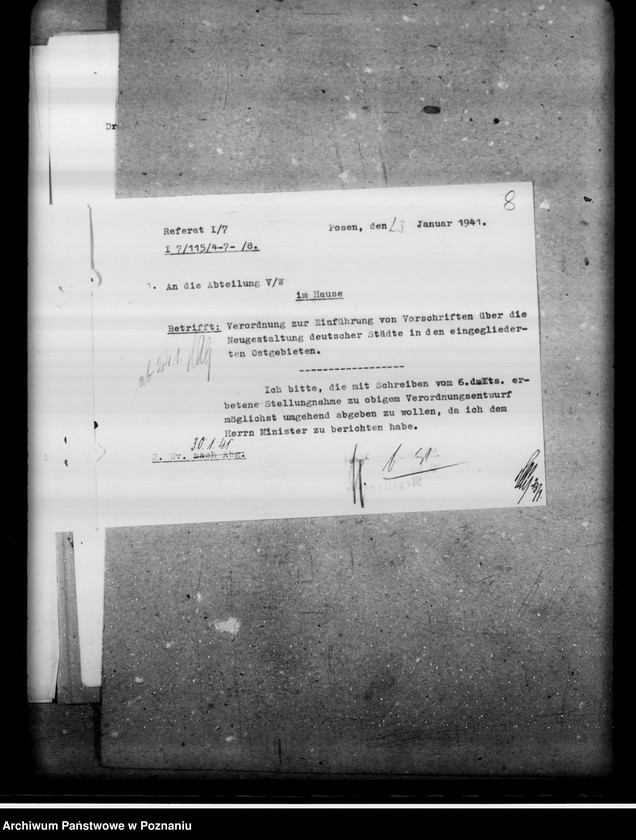 8
Dr
Referat I/7
Posen, den 23 Januar 1941.
I 7/115/4-7- /8.
1. An die Abteilung V/W
im Hause
Betrifft: Verordnung zur Einführung von Vorschriften über die
Neugestaltung deutscher Städte in den eingeglieder-
ten Ostgebieten.
Ich bitte, die mit Schreiben vom 6.d.Mts. er-
betene Stellungnahme zu obigem Verordnungsentwurf
möglichst umgehend abgeben zu wollen, da ich dem
Herrn Minister zu berichten habe.
30.1.41
2. Wv. nach Abg.
Archiwum Państwowe w Poznaniu